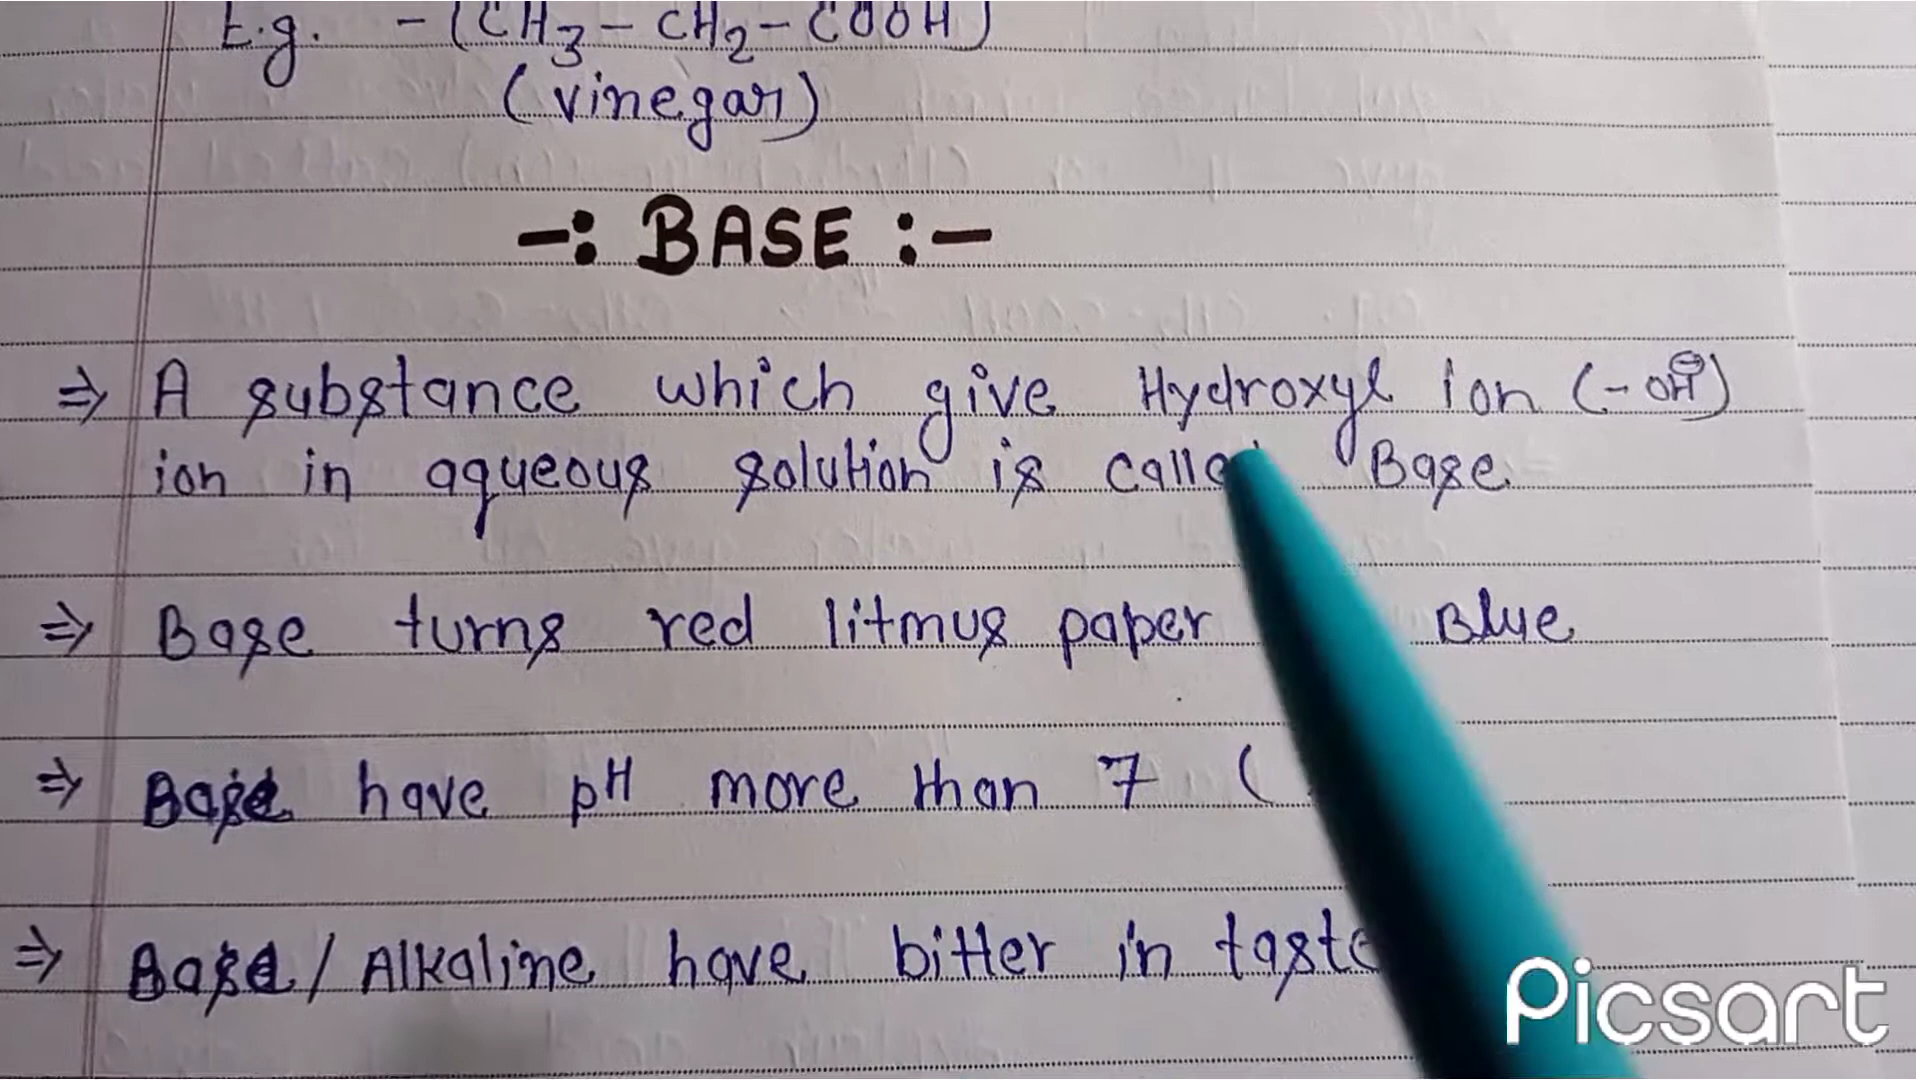 E.g. - (CH3 - CH2 - COOH)
(vinegar)
-: BASE :-
⇒ A substance which give Hydroxyl ion (-OH⊖)
ion in aqueous solution is called Base
⇒ Base turns red litmus paper Blue
⇒ Base have pH more than 7 (
⇒ Base / Alkaline have bitter in taste
Picsart